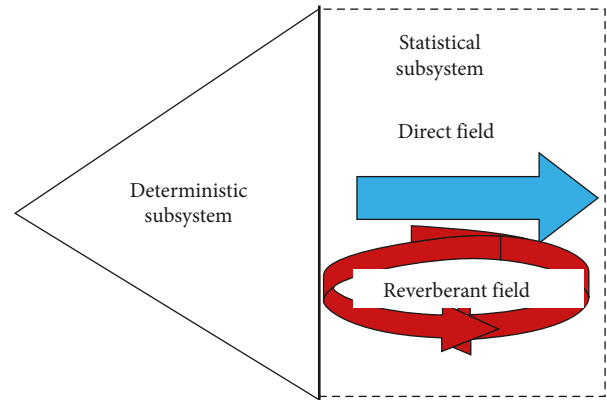 Statistical
subsystem
Direct field
Deterministic
subsystem
Reverberant field